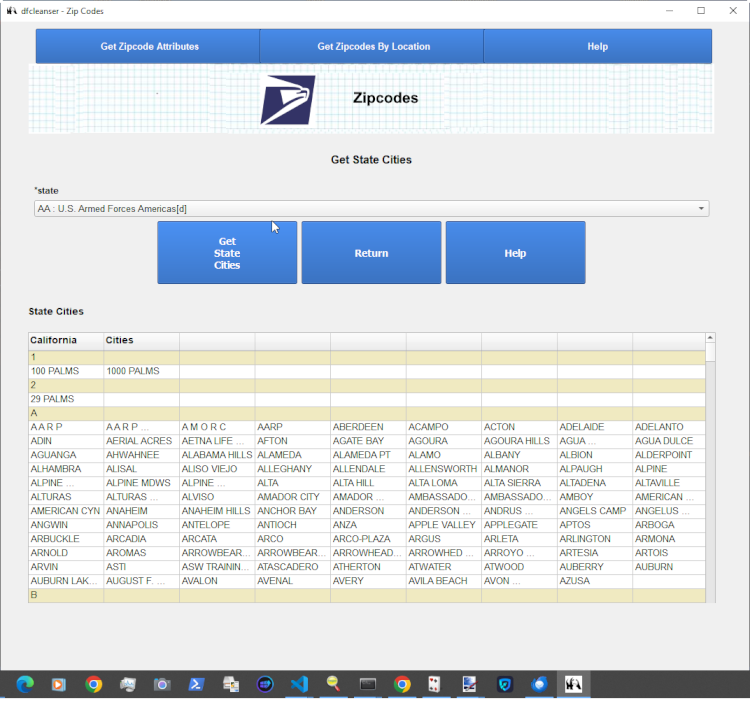 dfcleanser - Zip Codes
Get Zipcode Attributes Get Zipcodes By Location Help
Zipcodes
Get State Cities
*state
AA : U.S. Armed Forces Americas[d]
Get
State
Cities
Return
Help
State Cities
California Cities
1
100 PALMS 1000 PALMS
2
29 PALMS
A
A A R P A A R P ... A M O R C AARP ABERDEEN ACAMPO ACTON ADELAIDE ADELANTO
ADIN AERIAL ACRES AETNA LIFE ... AFTON AGATE BAY AGOURA AGOURA HILLS AGUA ... AGUA DULCE
AGUANGA AHWAHNEE ALABAMA HILLS ALAMEDA ALAMEDA PT ALAMO ALBANY ALBION ALDERPOINT
ALHAMBRA ALISAL ALISO VIEJO ALLEGHANY ALLENDALE ALLENSWORTH ALMANOR ALPAUGH ALPINE
ALPINE ... ALPINE MDWS ALPINE ... ALTA ALTA HILL ALTA LOMA ALTA SIERRA ALTADENA ALTAVILLE
ALTURAS ALTURAS ... ALVISO AMADOR CITY AMADOR ... AMBASSADO... AMBASSADO... AMBOY AMERICAN ...
AMERICAN CYN ANAHEIM ANAHEIM HILLS ANCHOR BAY ANDERSON ANDERSON ... ANDRUS ... ANGELS CAMP ANGELUS ...
ANGWIN ANNAPOLIS ANTELOPE ANTIOCH ANZA APPLE VALLEY APPLEGATE APTOS ARBOGA
ARBUCKLE ARCADIA ARCATA ARCO ARCO-PLAZA ARGUS ARLETA ARLINGTON ARMONA
ARNOLD AROMAS ARROWBEAR... ARROWBEAR... ARROWHEAD... ARROWHED ... ARROYO ... ARTESIA ARTOIS
ARVIN ASTI ASW TRAININ... ATASCADERO ATHERTON ATWATER ATWOOD AUBERRY AUBURN
AUBURN LAK... AUGUST F. ... AVALON AVENAL AVERY AVILA BEACH AVON ... AZUSA
B